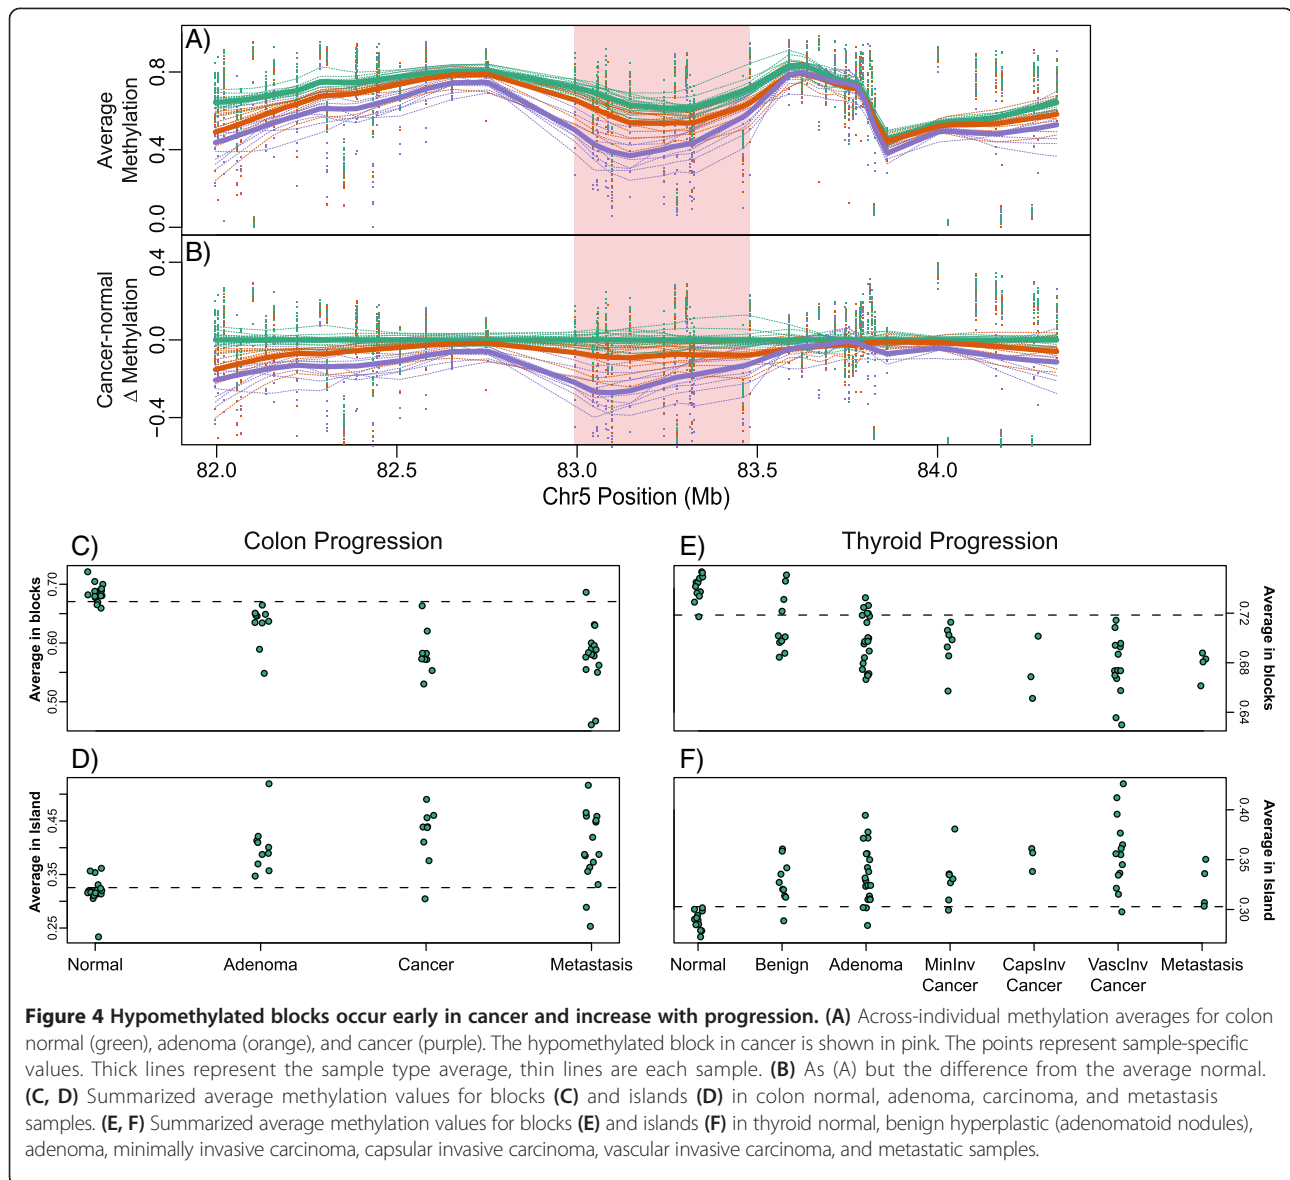 A)
0.8
0.4
0.0
Average
Methylation
B)
0.4
0.0
−0.4
Cancer-normal
Δ Methylation
82.0 82.5 83.0 83.5 84.0
Chr5 Position (Mb)
C) Colon Progression
0.70
0.60
0.50
Average in blocks
D)
0.45
0.35
0.25
Average in Island
Normal Adenoma Cancer Metastasis
E) Thyroid Progression
0.72
0.68
0.64
Average in blocks
F)
0.40
0.35
0.30
Average in Island
Normal Benign Adenoma MinInv CapsInv VascInv Metastasis
Cancer Cancer Cancer
Figure 4 Hypomethylated blocks occur early in cancer and increase with progression. (A) Across-individual methylation averages for colon
normal (green), adenoma (orange), and cancer (purple). The hypomethylated block in cancer is shown in pink. The points represent sample-specific
values. Thick lines represent the sample type average, thin lines are each sample. (B) As (A) but the difference from the average normal.
(C, D) Summarized average methylation values for blocks (C) and islands (D) in colon normal, adenoma, carcinoma, and metastasis
samples. (E, F) Summarized average methylation values for blocks (E) and islands (F) in thyroid normal, benign hyperplastic (adenomatoid nodules),
adenoma, minimally invasive carcinoma, capsular invasive carcinoma, vascular invasive carcinoma, and metastatic samples.